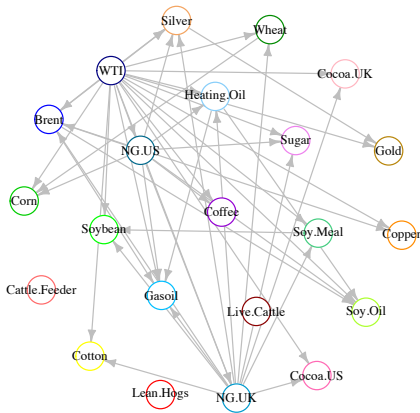 Silver
Wheat
WTI
Cocoa.UK
Heating.Oil
Brent
Sugar
NG.US
Gold
Corn
Coffee
Soybean
Soy.Meal
Copper
Cattle.Feeder
Gasoil
Live.Cattle
Soy.Oil
Cotton
Cocoa.US
Lean.Hogs
NG.UK